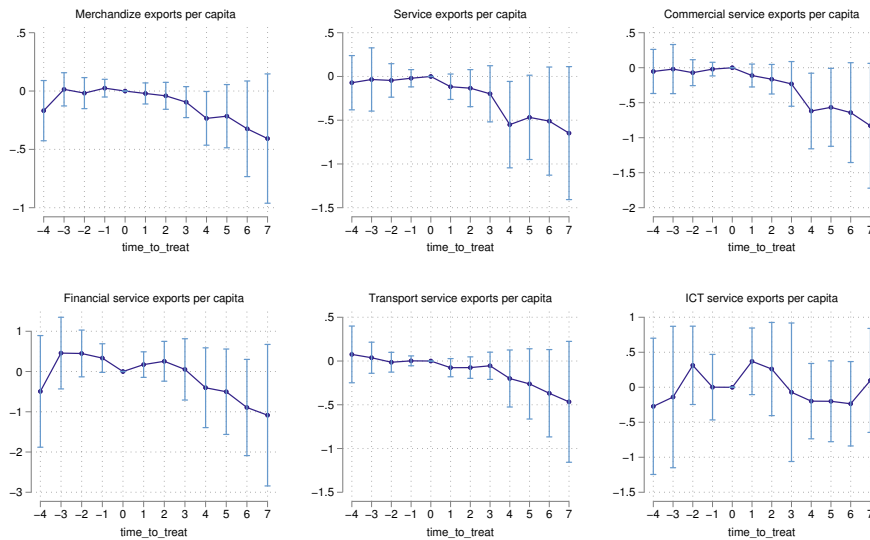 Merchandize exports per capita
.5
0
−.5
−1
−4 −3 −2 −1 0 1 2 3 4 5 6 7
time_to_treat
Service exports per capita
.5
0
−.5
−1
−1.5
−4 −3 −2 −1 0 1 2 3 4 5 6 7
time_to_treat
Commercial service exports per capita
.5
0
−.5
−1
−1.5
−2
−4 −3 −2 −1 0 1 2 3 4 5 6 7
time_to_treat
Financial service exports per capita
1
0
−1
−2
−3
−4 −3 −2 −1 0 1 2 3 4 5 6 7
time_to_treat
Transport service exports per capita
.5
0
−.5
−1
−1.5
−4 −3 −2 −1 0 1 2 3 4 5 6 7
time_to_treat
ICT service exports per capita
1
.5
0
−.5
−1
−1.5
−4 −3 −2 −1 0 1 2 3 4 5 6 7
time_to_treat